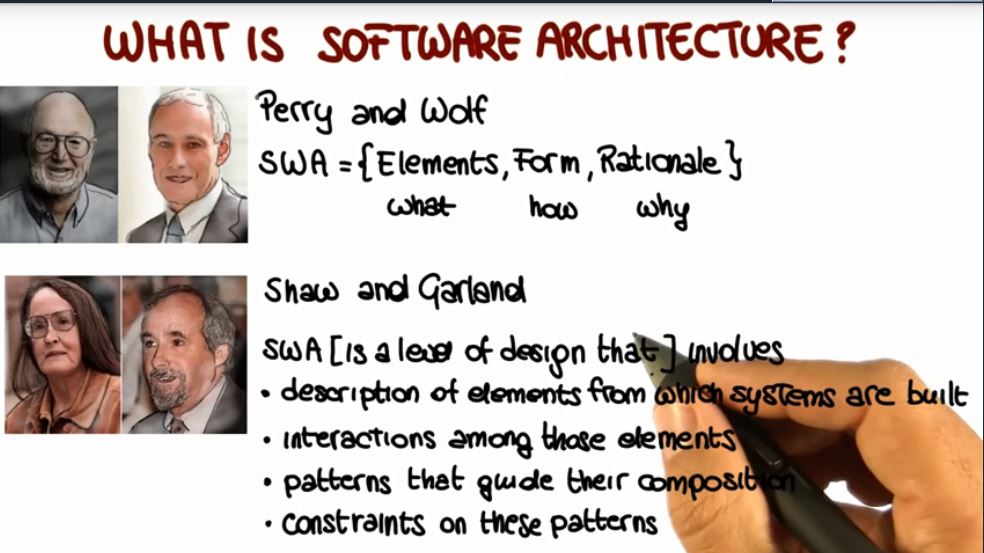 WHAT IS SOFTWARE ARCHITECTURE?
Perry and Wolf
SWA = {Elements, Form, Rationale}
what how why
Shaw and Garland
SWA [is a level of design that] involves
• description of elements from which systems are built
• interactions among those elements
• patterns that guide their composition
• constraints on these patterns